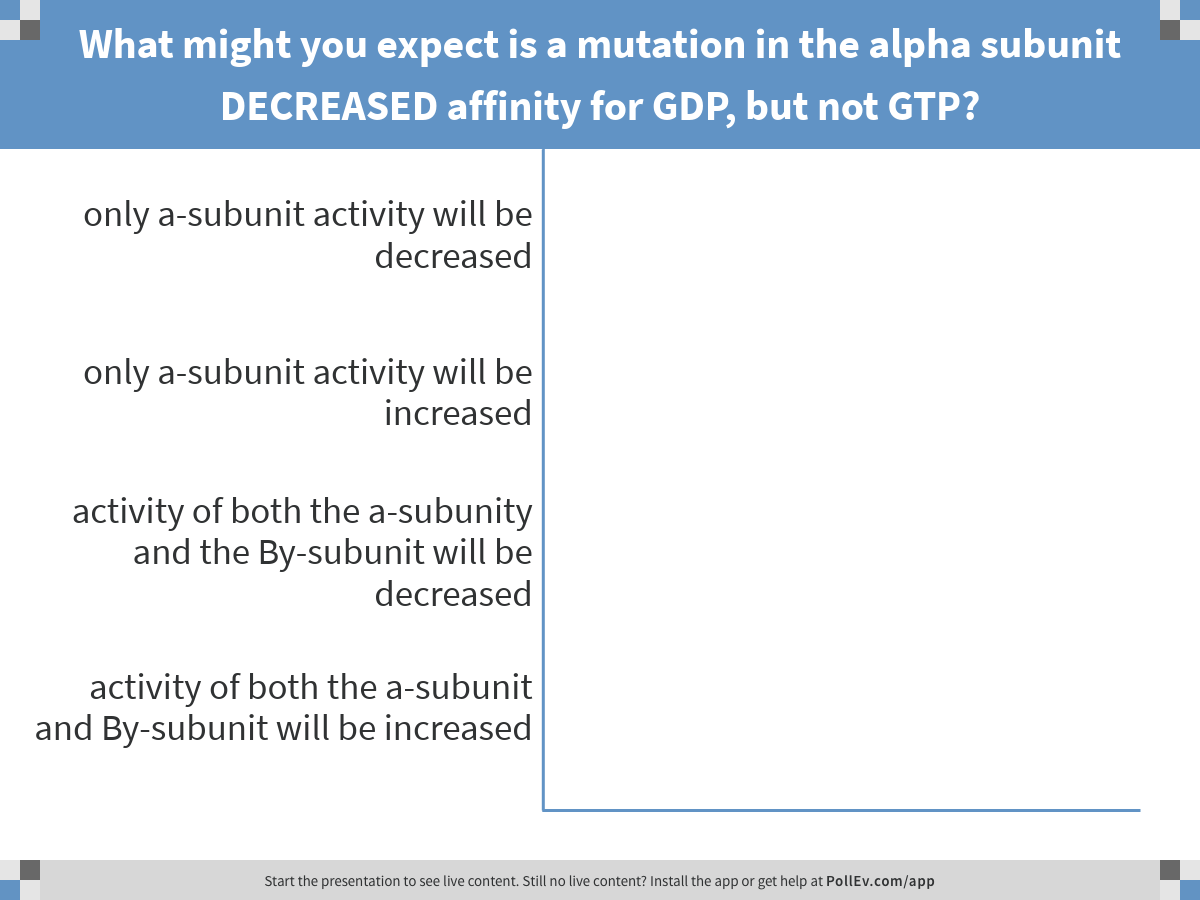 What might you expect is a mutation in the alpha subunit
DECREASED affinity for GDP, but not GTP?
only a-subunit activity will be
decreased
only a-subunit activity will be
increased
activity of both the a-subunity
and the By-subunit will be
decreased
activity of both the a-subunit
and By-subunit will be increased
Start the presentation to see live content. Still no live content? Install the app or get help at PollEv.com/app